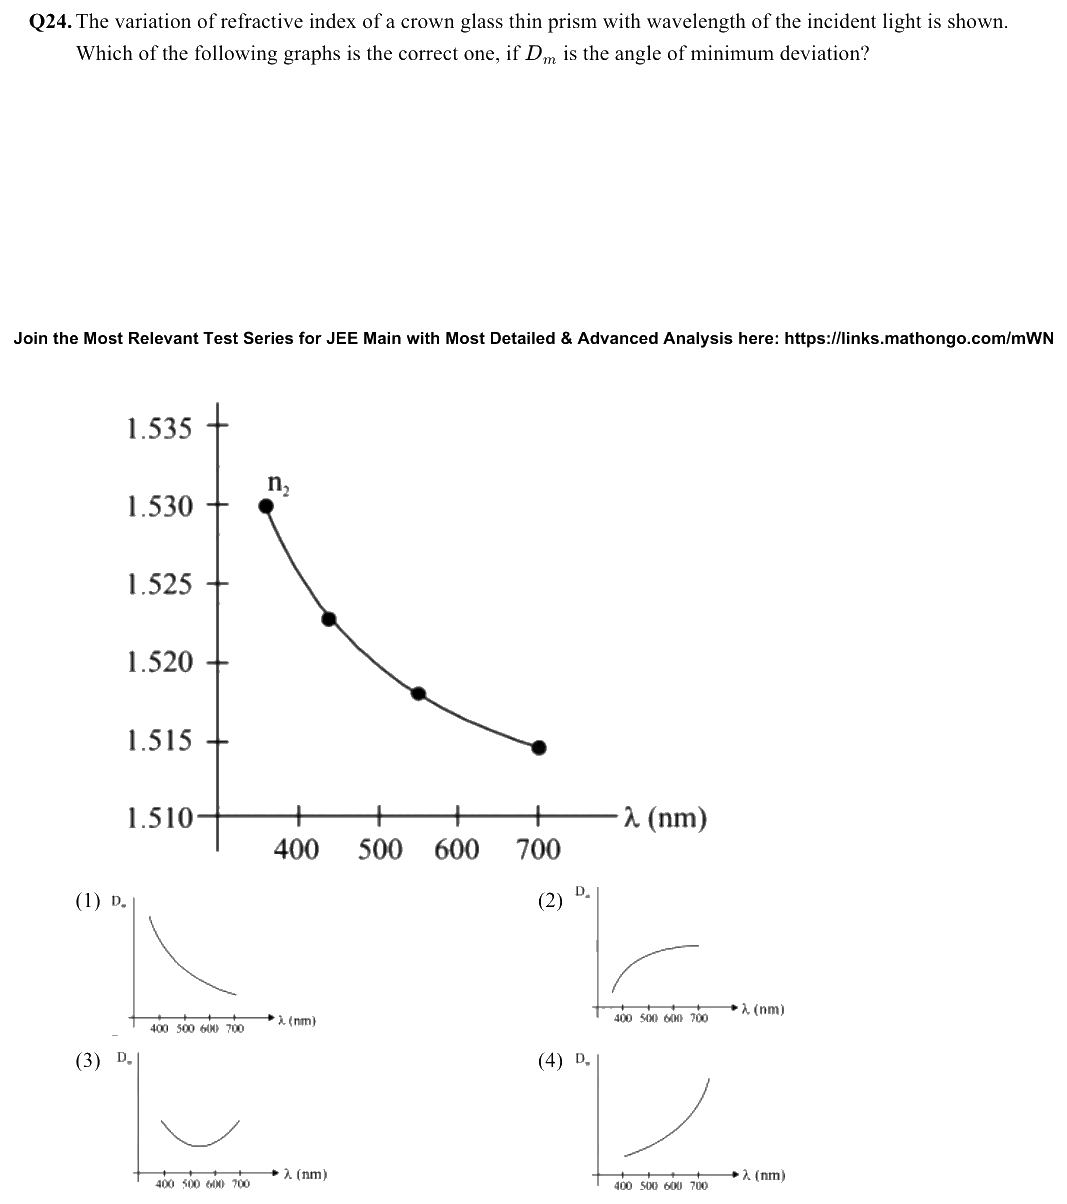 Q24. The variation of refractive index of a crown glass thin prism with wavelength of the incident light is shown.
Which of the following graphs is the correct one, if Dm is the angle of minimum deviation?
Join the Most Relevant Test Series for JEE Main with Most Detailed & Advanced Analysis here: https://links.mathongo.com/mWN
1.535
n2
1.530
1.525
1.520
1.515
1.510
λ (nm)
400 500 600 700
(1) Dm
λ (nm)
400 500 600 700
(2) Dm
λ (nm)
400 500 600 700
(3) Dm
λ (nm)
400 500 600 700
(4) Dm
λ (nm)
400 500 600 700